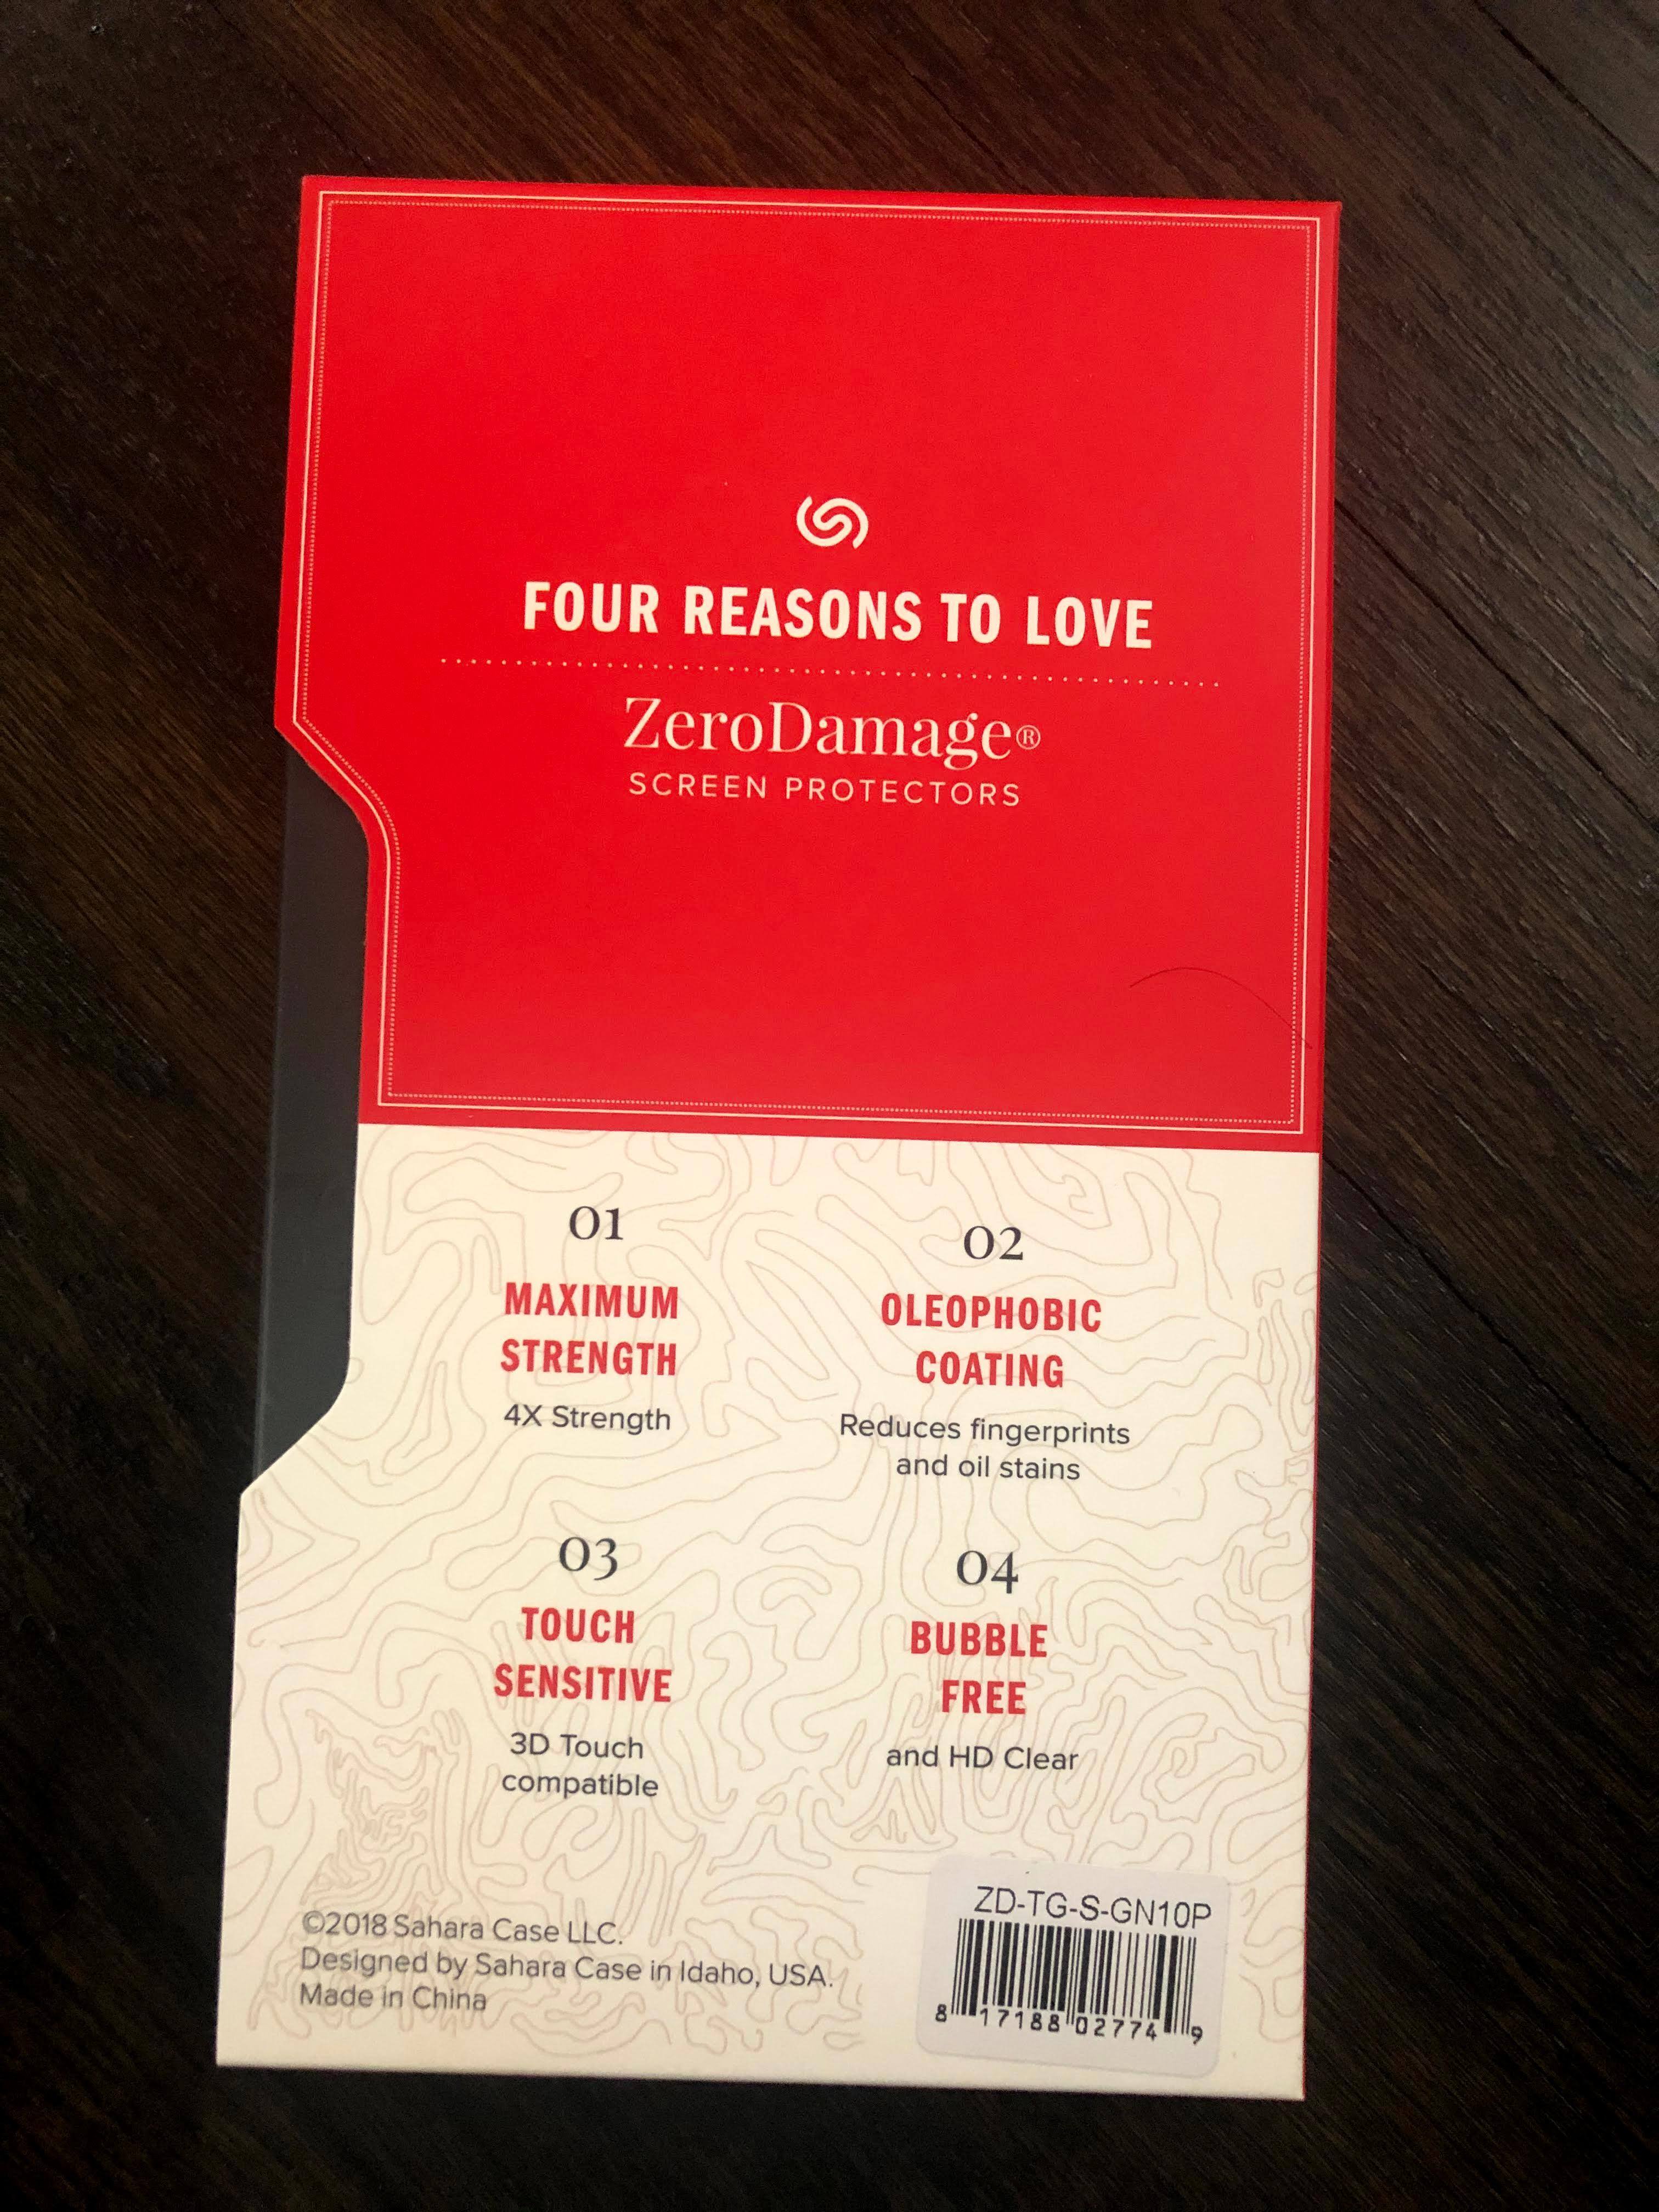 FOUR REASONS TO LOVE
ZeroDamage®
SCREEN PROTECTORS
01
MAXIMUM
STRENGTH
4X Strength
02
OLEOPHOBIC
COATING
Reduces fingerprints
and oil stains
03
TOUCH
SENSITIVE
3D Touch
compatible
04
BUBBLE
FREE
and HD Clear
©2018 Sahara Case LLC.
Designed by Sahara Case in Idaho, USA.
Made in China
ZD-TG-S-GN10P
8 17188 02774 9